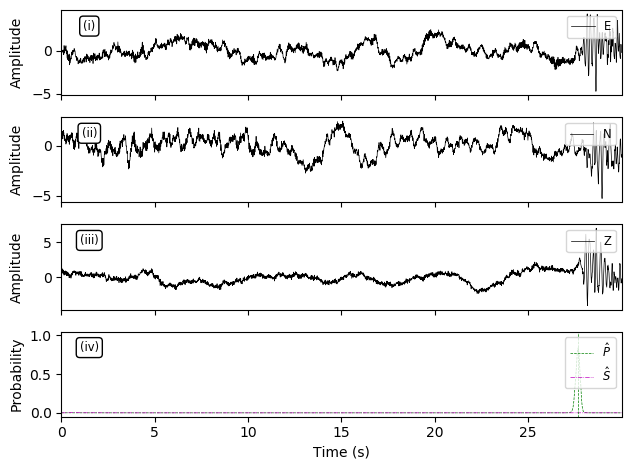 (i)
E
Amplitude
0
−5
(ii)
N
Amplitude
0
−5
(iii)
Z
Amplitude
5
0
(iv)
P̂
Ŝ
Probability
1.0
0.5
0.0
0 5 10 15 20 25
Time (s)